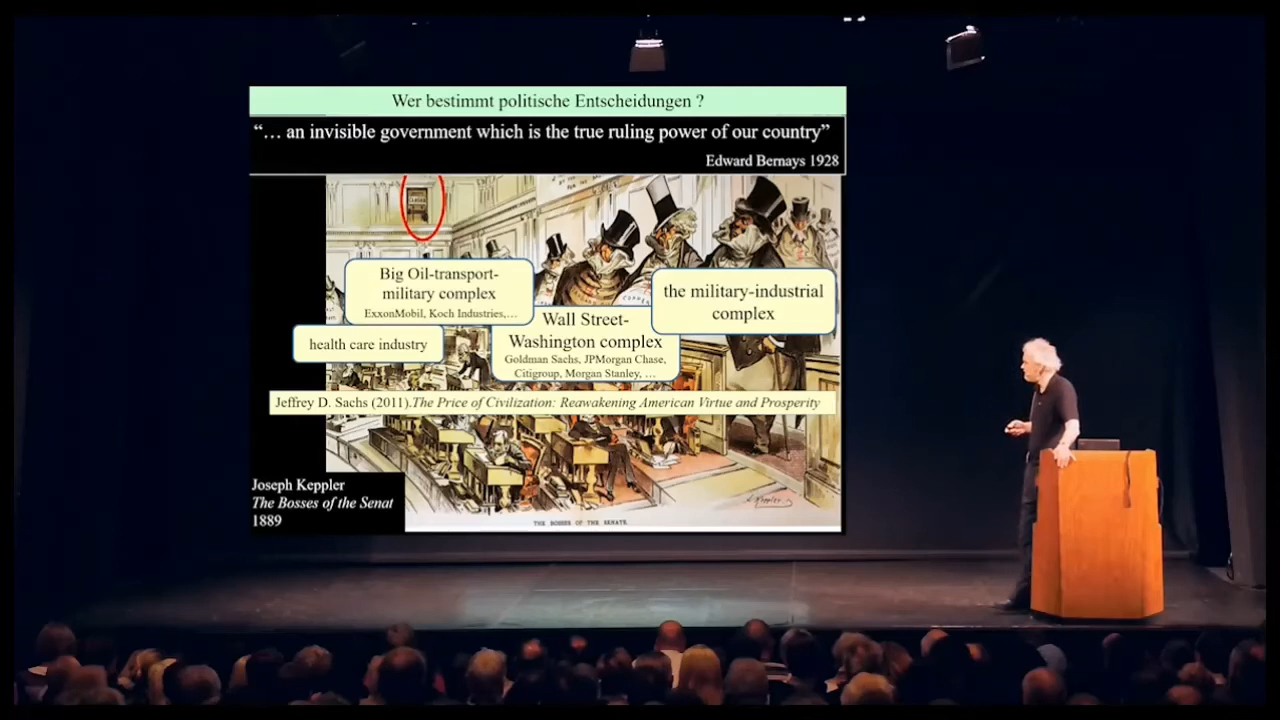 Wer bestimmt politische Entscheidungen ?
“… an invisible government which is the true ruling power of our country”
Edward Bernays 1928
Big Oil-transport-
military complex
ExxonMobil, Koch Industries,…
the military-industrial
complex
Wall Street-
Washington complex
Goldman Sachs, JPMorgan Chase,
Citigroup, Morgan Stanley, …
health care industry
Jeffrey D. Sachs (2011).The Price of Civilization: Reawakening American Virtue and Prosperity
Joseph Keppler
The Bosses of the Senat
1889
J. Keppler
THE BOSSES OF THE SENATE.